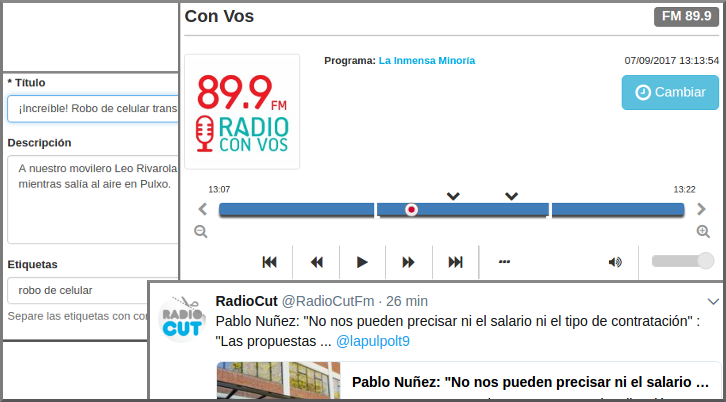 Con Vos
FM 89.9
89.9 FM
RADIO
CON VOS
Programa: La Inmensa Minoría
07/09/2017 13:13:54
Cambiar
13:07
13:22
* Título
¡Increíble! Robo de celular trans
Descripción
A nuestro movilero Leo Rivarola
mientras salía al aire en Pulxo.
Etiquetas
robo de celular
Separe las etiquetas con con
RADIO
CUT
RadioCut @RadioCutFm · 26 min
Pablo Nuñez: "No nos pueden precisar ni el salario ni el tipo de contratación" :
"Las propuestas ... @lapulpolt9
Pablo Nuñez: "No nos pueden precisar ni el salario ...